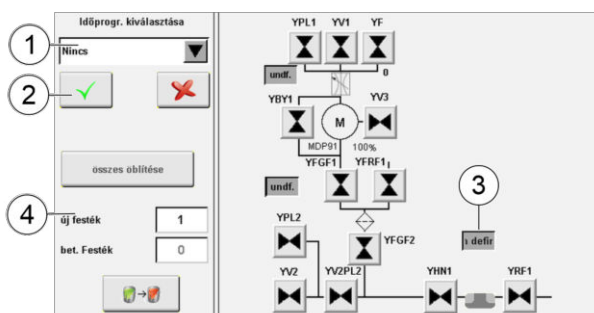 Időprogr. kiválasztása
1
Nincs
2
összes öblítése
4
új festék 1
bet. Festék 0
YPL1 YV1 YF
undf.
0
YBY1
M
YV3
MDP91 100%
YFGF1 YFRF1
undf.
3
YPL2
YFGF2
defir
YV2 YV2PL2 YHN1 YRF1